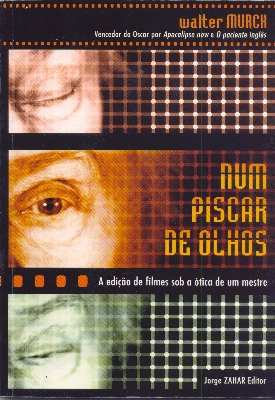 walter MURCH
Vencedor do Oscar por Apocalipse now e O paciente inglês
NUM
PISCAR
DE OLHOS
A edição de filmes sob a ótica de um mestre
Jorge ZAHAR Editor